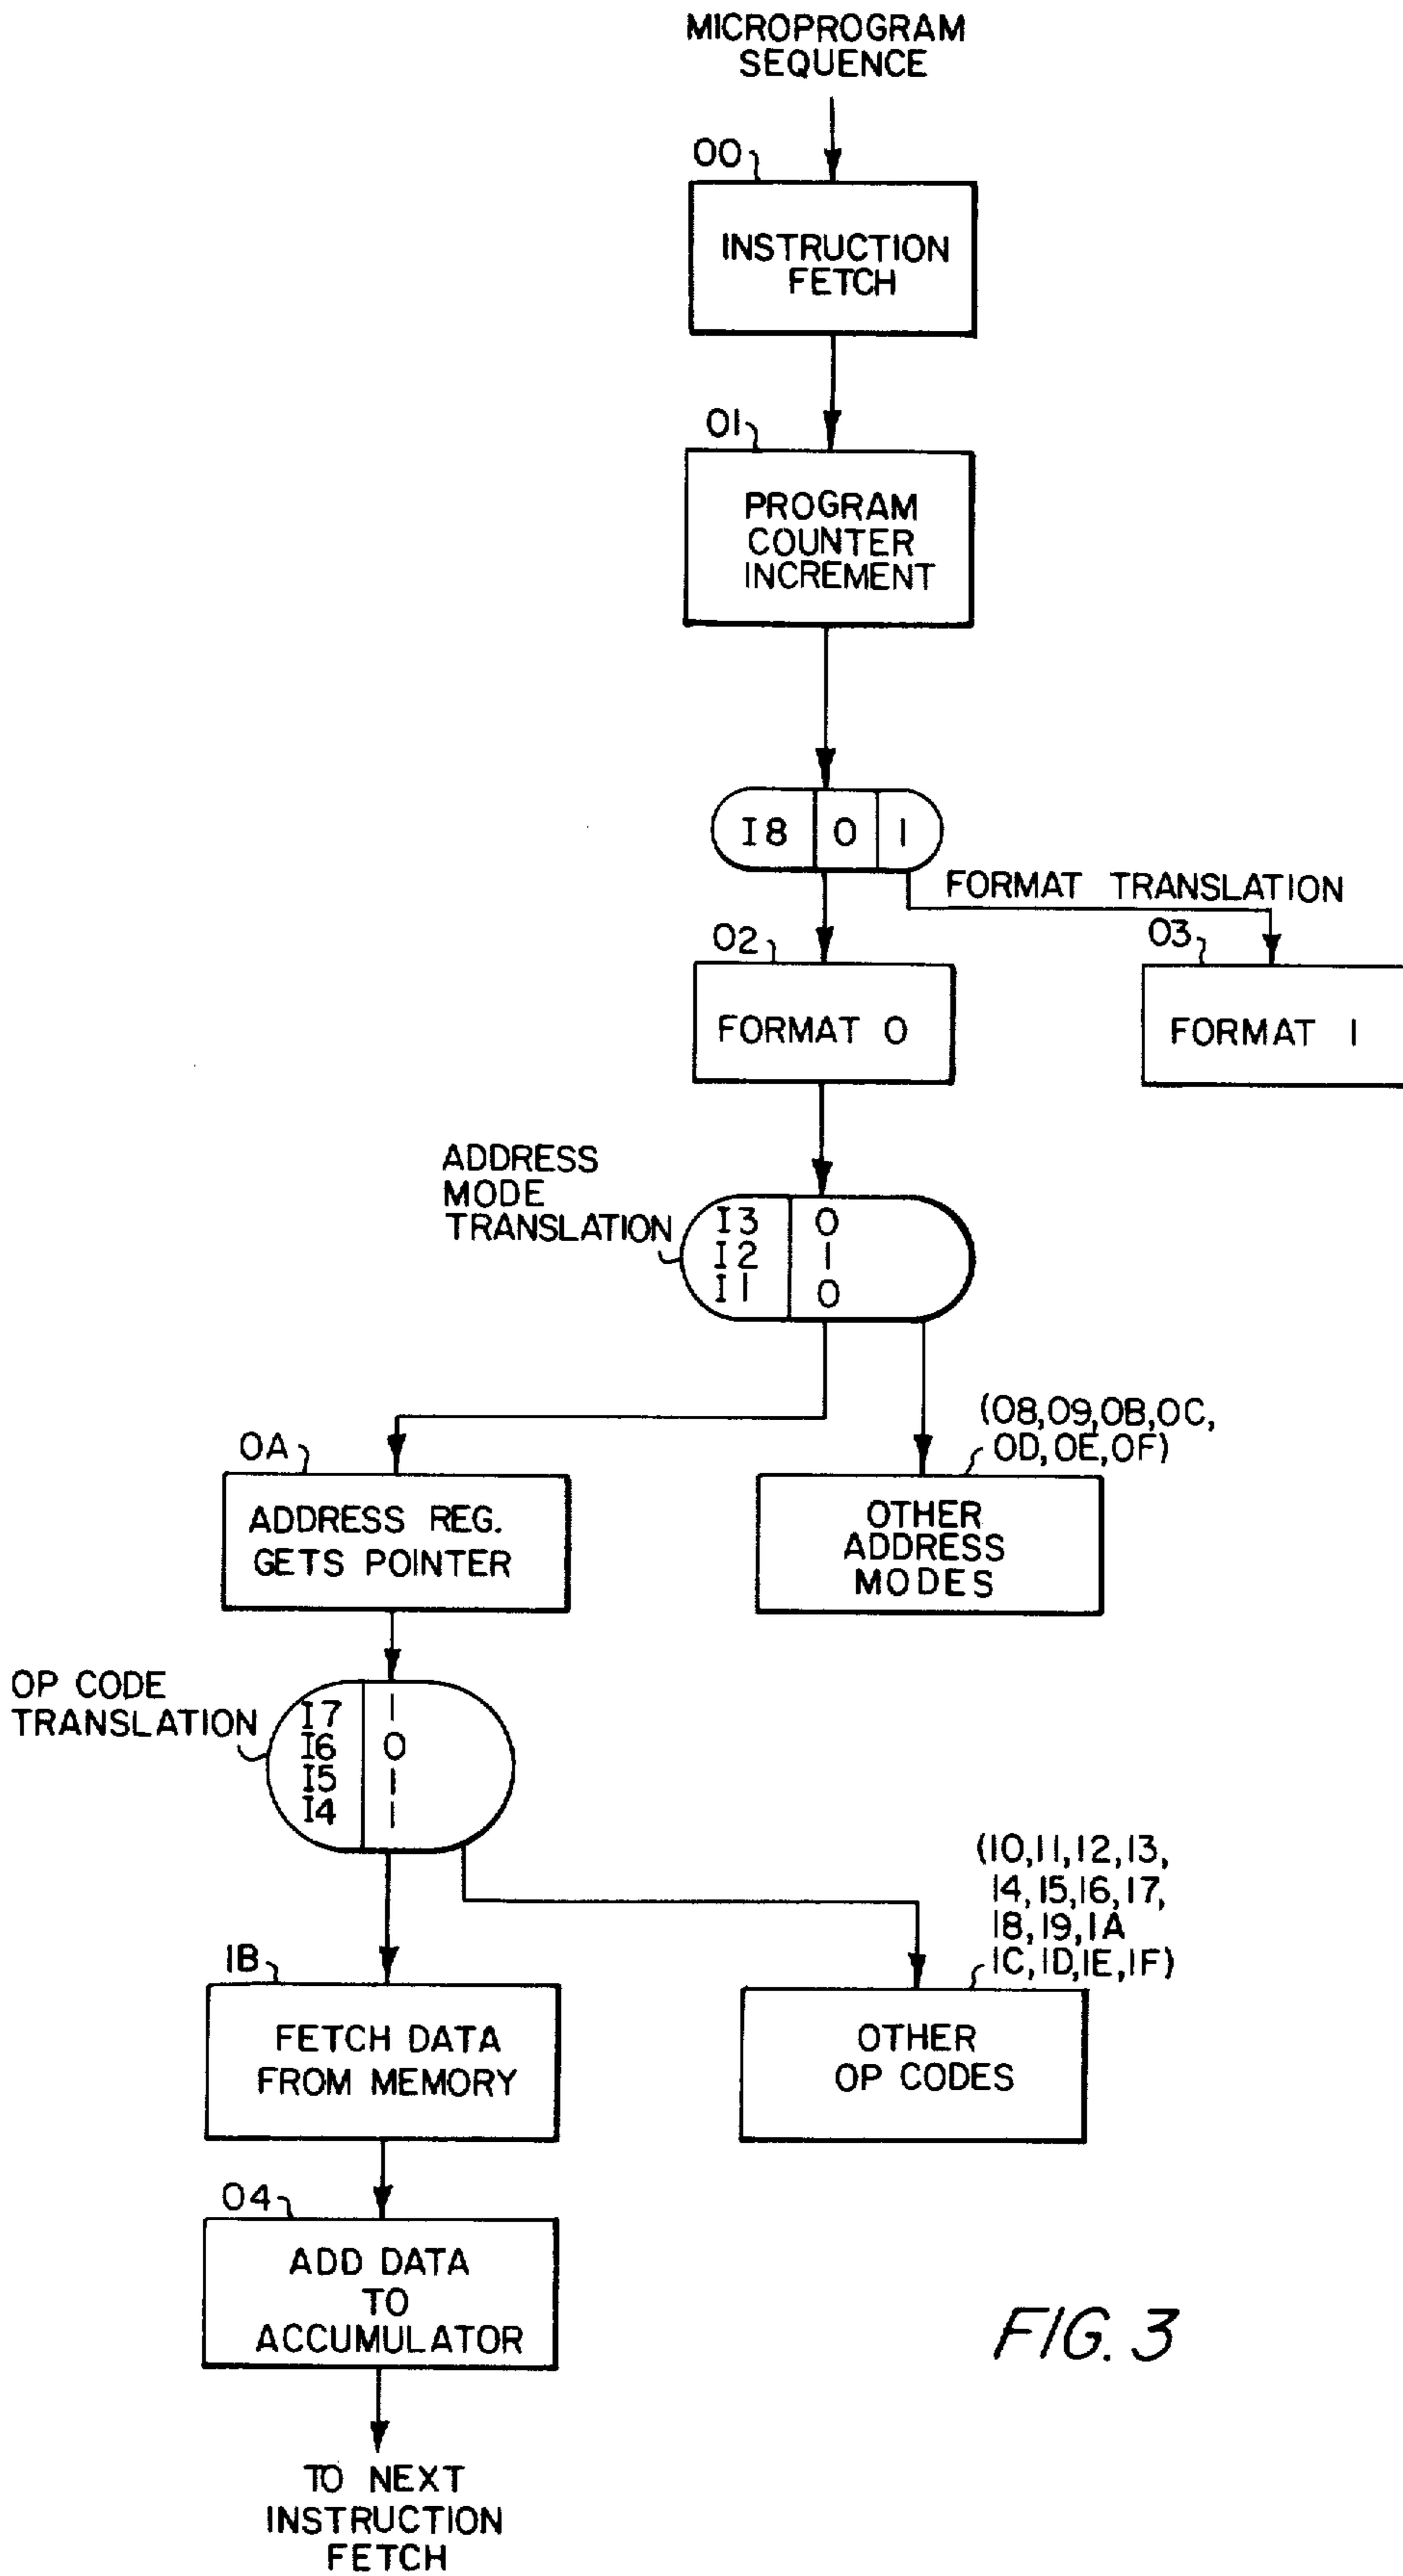 MICROPROGRAM
SEQUENCE
00
INSTRUCTION
FETCH
01
PROGRAM
COUNTER
INCREMENT
I8 0 1
FORMAT TRANSLATION
02
03
FORMAT 0
FORMAT 1
ADDRESS
MODE
TRANSLATION
I3 0
I2 1
I1 0
(08,09,0B,0C,
0D,0E,0F)
0A
ADDRESS REG.
GETS POINTER
OTHER
ADDRESS
MODES
OP CODE
TRANSLATION
I7 1
I6 0
I5 1
I4 1
(10,11,12,13,
14,15,16,17,
18,19,1A
1C,1D,1E,1F)
1B
FETCH DATA
FROM MEMORY
OTHER
OP CODES
04
ADD DATA
TO
ACCUMULATOR
FIG. 3
TO NEXT
INSTRUCTION
FETCH